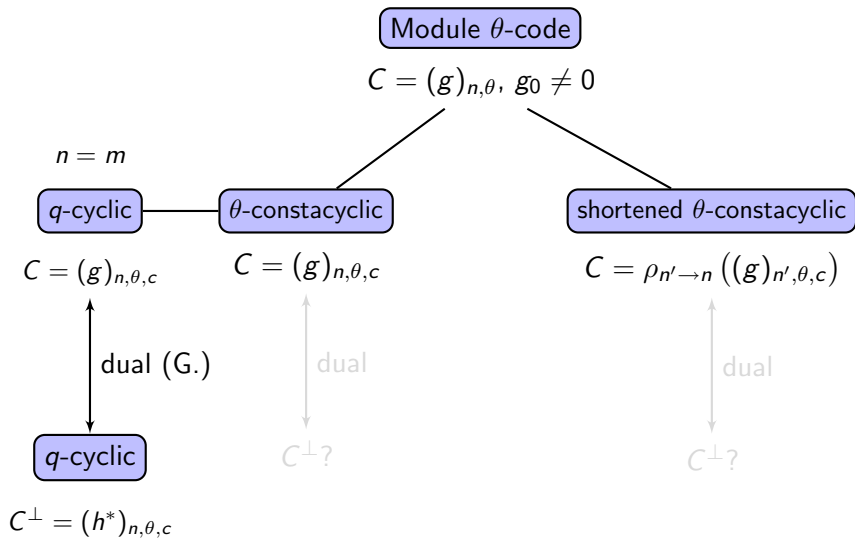 Module θ-code
C = (g)_{n,θ}, g_0 ≠ 0
n = m
q-cyclic
θ-constacyclic
shortened θ-constacyclic
C = (g)_{n,θ,c}
C = (g)_{n,θ,c}
C = ρ_{n′→n} ((g)_{n′,θ,c})
dual (G.)
dual
dual
q-cyclic
C^⊥?
C^⊥?
C^⊥ = (h*)_{n,θ,c}